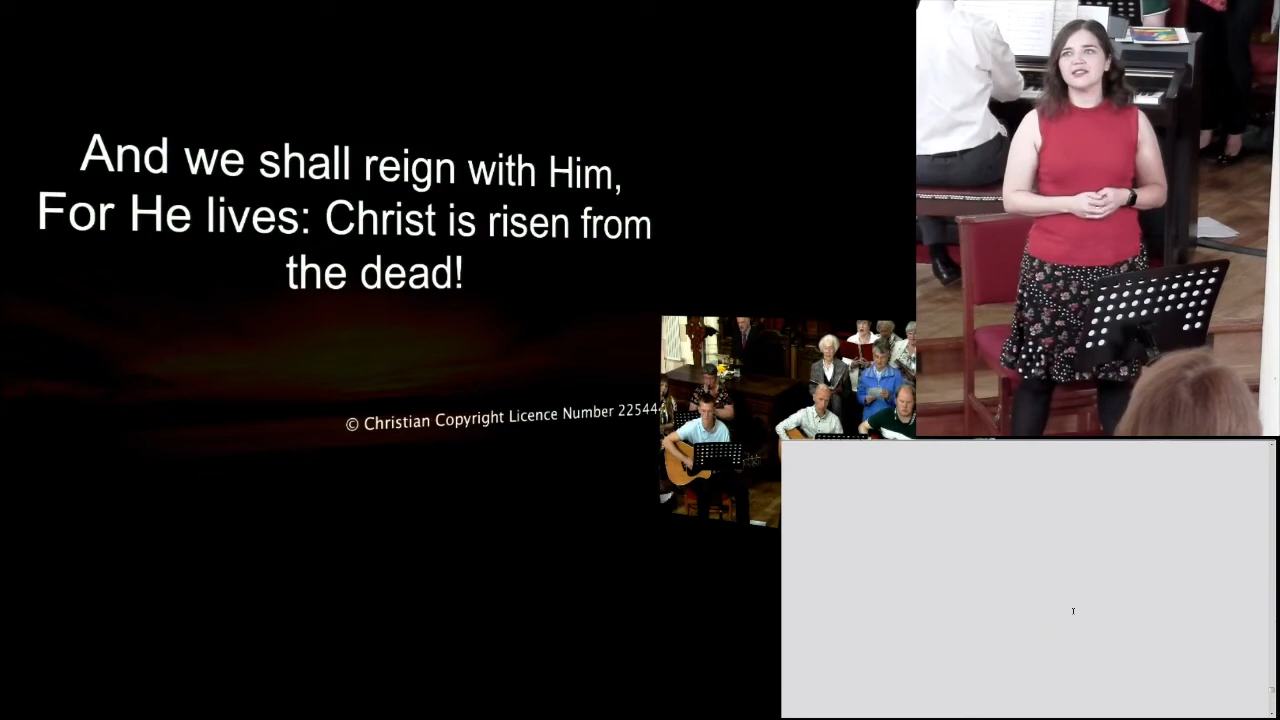 And we shall reign with Him,
For He lives: Christ is risen from
the dead!
© Christian Copyright Licence Number 22544